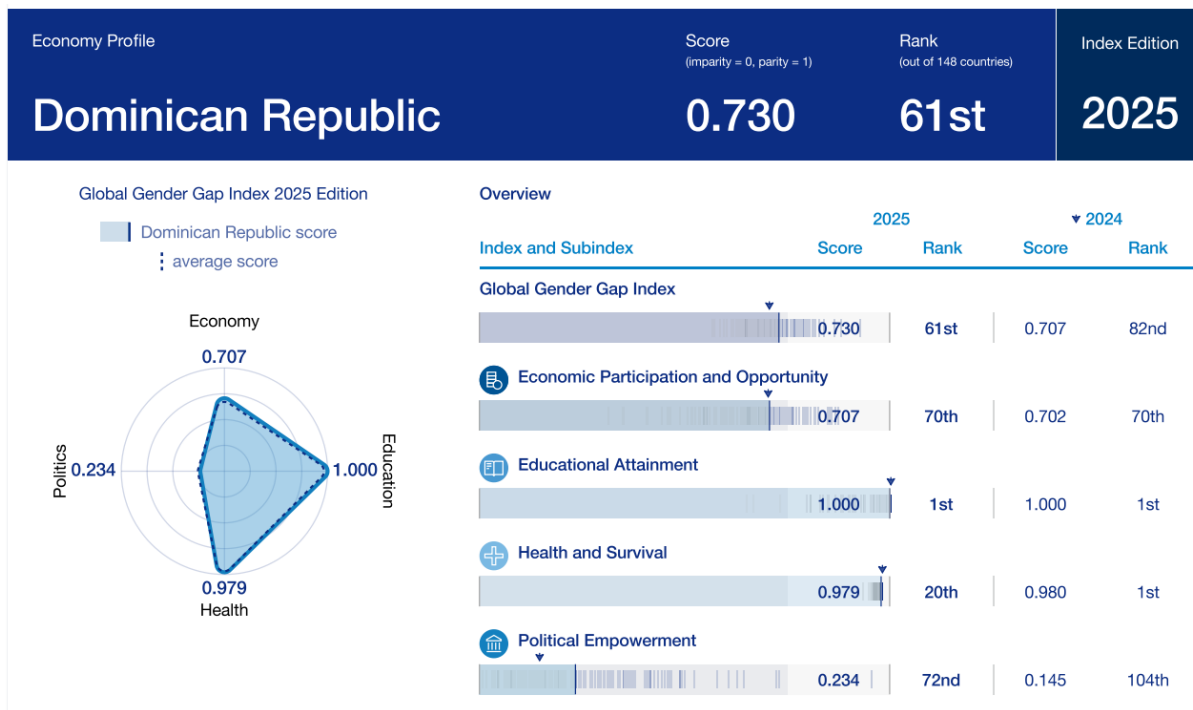 Economy Profile
Score
(imparity = 0, parity = 1)
Rank
(out of 148 countries)
Index Edition
Dominican Republic
0.730
61st
2025
Global Gender Gap Index 2025 Edition
Dominican Republic score
average score
Economy
0.707
Politics
0.234
1.000
Education
0.979
Health
Overview
2025
2024
Index and Subindex
Score
Rank
Score
Rank
Global Gender Gap Index
0.730
61st
0.707
82nd
Economic Participation and Opportunity
0.707
70th
0.702
70th
Educational Attainment
1.000
1st
1.000
1st
Health and Survival
0.979
20th
0.980
1st
Political Empowerment
0.234
72nd
0.145
104th